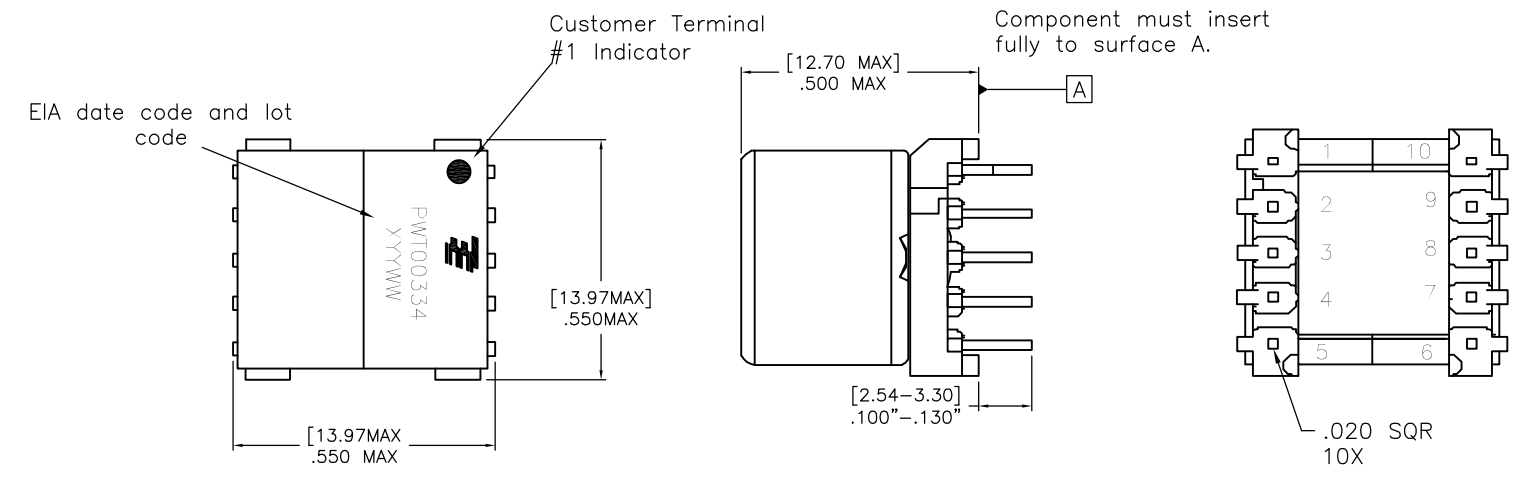 Customer Terminal
#1 Indicator
Component must insert
fully to surface A.
[12.70 MAX]
.500 MAX
A
EIA date code and lot
code
PWT00334
XYYWW
[13.97MAX]
.550MAX
[13.97MAX
.550 MAX
[2.54-3.30]
.100"-.130"
1 10
2 9
3 8
4 7
5 6
.020 SQR
10X